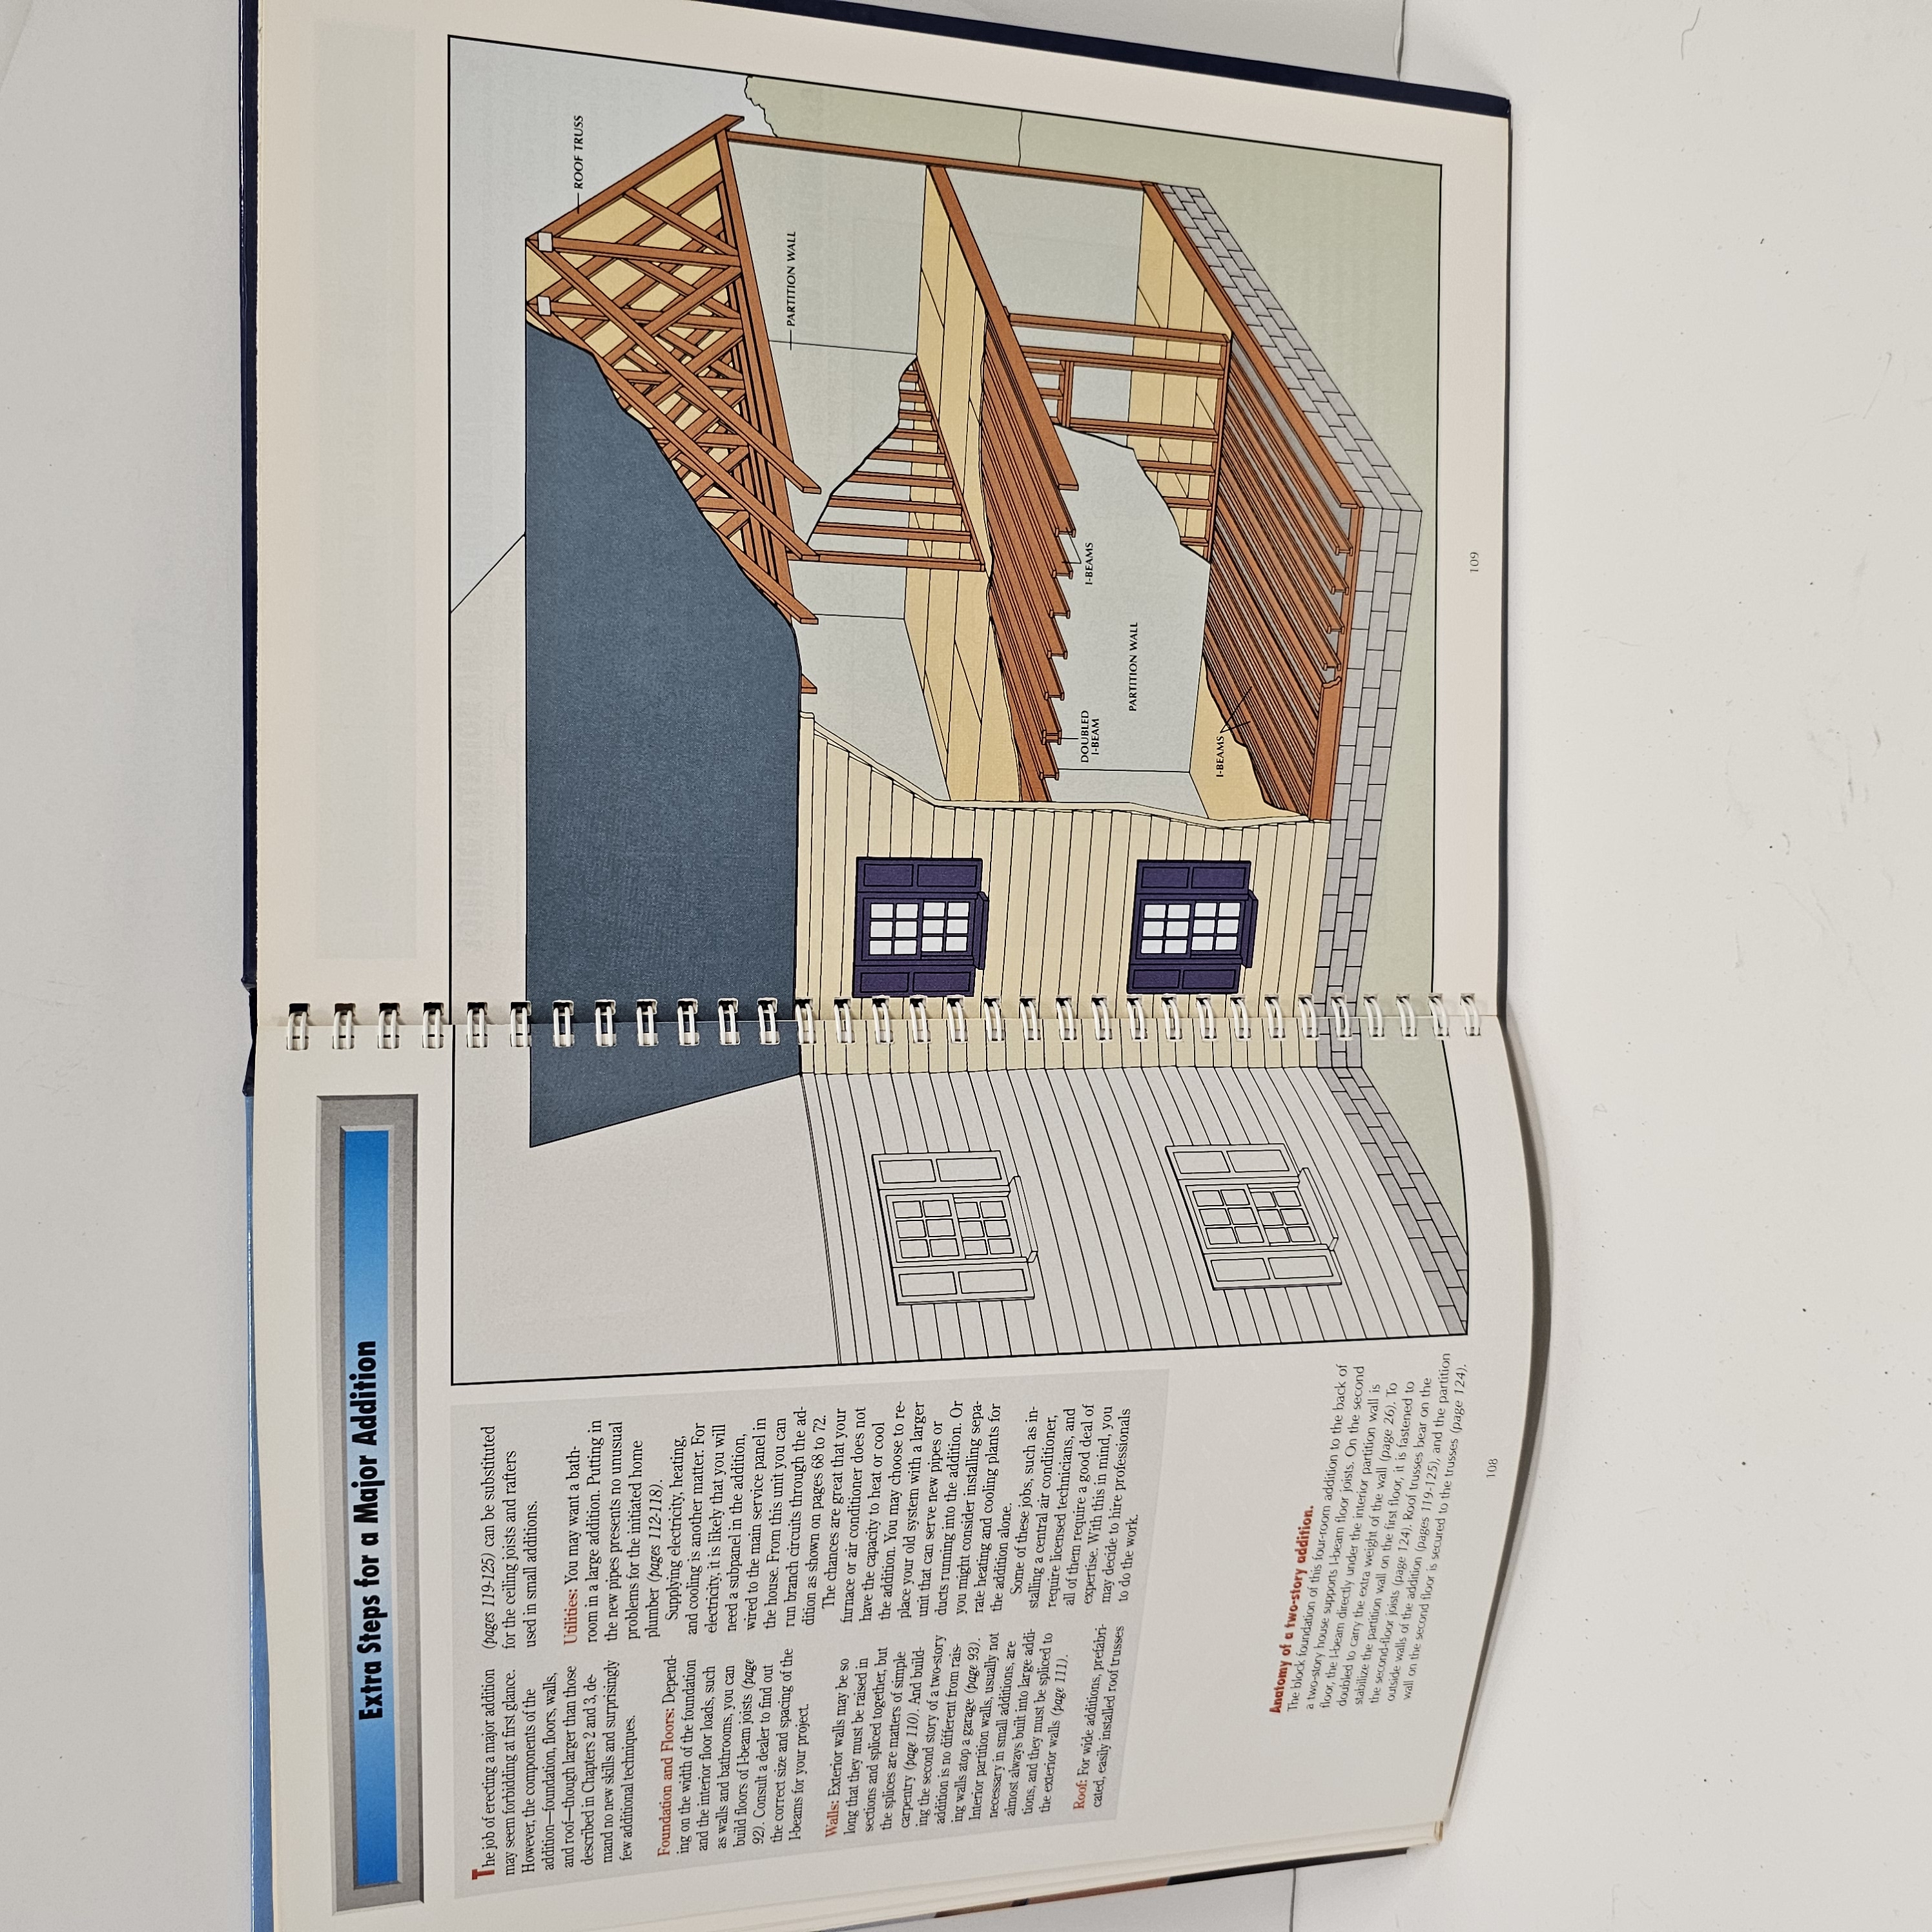 Extra Steps for a Major Addition
The job of erecting a major addition
may seem forbidding at first glance.
However, the components of the
addition—foundation, floors, walls,
and roof—though larger than those
described in Chapters 2 and 3, de-
mand no new skills and surprisingly
few additional techniques.
Foundation and Floors: Depend-
ing on the width of the foundation
and the interior floor loads, such
as walls and bathrooms, you can
build floors of I-beam joists (page
92). Consult a dealer to find out
the correct size and spacing of the
I-beams for your project.
Walls: Exterior walls may be so
long that they must be raised in
sections and spliced together, but
the splices are matters of simple
carpentry (page 110). And build-
ing the second story of a two-story
addition is no different from rais-
ing walls atop a garage (page 93).
Interior partition walls, usually not
necessary in small additions, are
almost always built into large addi-
tions, and they must be spliced to
the exterior walls (page 111).
Roof: For wide additions, prefabri-
cated, easily installed roof trusses
(pages 119-125) can be substituted
for the ceiling joists and rafters
used in small additions.
Utilities: You may want a bath-
room in a large addition. Putting in
the new pipes presents no unusual
problems for the initiated home
plumber (pages 112-118).
Supplying electricity, heating,
and cooling is another matter. For
electricity, it is likely that you will
need a subpanel in the addition,
wired to the main service panel in
the house. From this unit you can
run branch circuits through the ad-
dition as shown on pages 68 to 72.
The chances are great that your
furnace or air conditioner does not
have the capacity to heat or cool
the addition. You may choose to re-
place your old system with a larger
unit that can serve new pipes or
ducts running into the addition. Or
you might consider installing sepa-
rate heating and cooling plants for
the addition alone.
Some of these jobs, such as in-
stalling a central air conditioner,
require licensed technicians, and
all of them require a good deal of
expertise. With this in mind, you
may decide to hire professionals
to do the work.
Anatomy of a two-story addition.
The block foundation of this four-room addition to the back of
a two-story house supports I-beam floor joists. On the second
floor, the I-beam directly under the interior partition wall is
doubled to carry the extra weight of the wall (page 26). To
stabilize the partition wall on the first floor, it is fastened to
the second-floor joists (page 124). Roof trusses bear on the
outside walls of the addition (pages 119-125), and the partition
wall on the second floor is secured to the trusses (page 124).
108
ROOF TRUSS
PARTITION WALL
DOUBLED
I-BEAM
I-BEAMS
PARTITION WALL
I-BEAMS
109